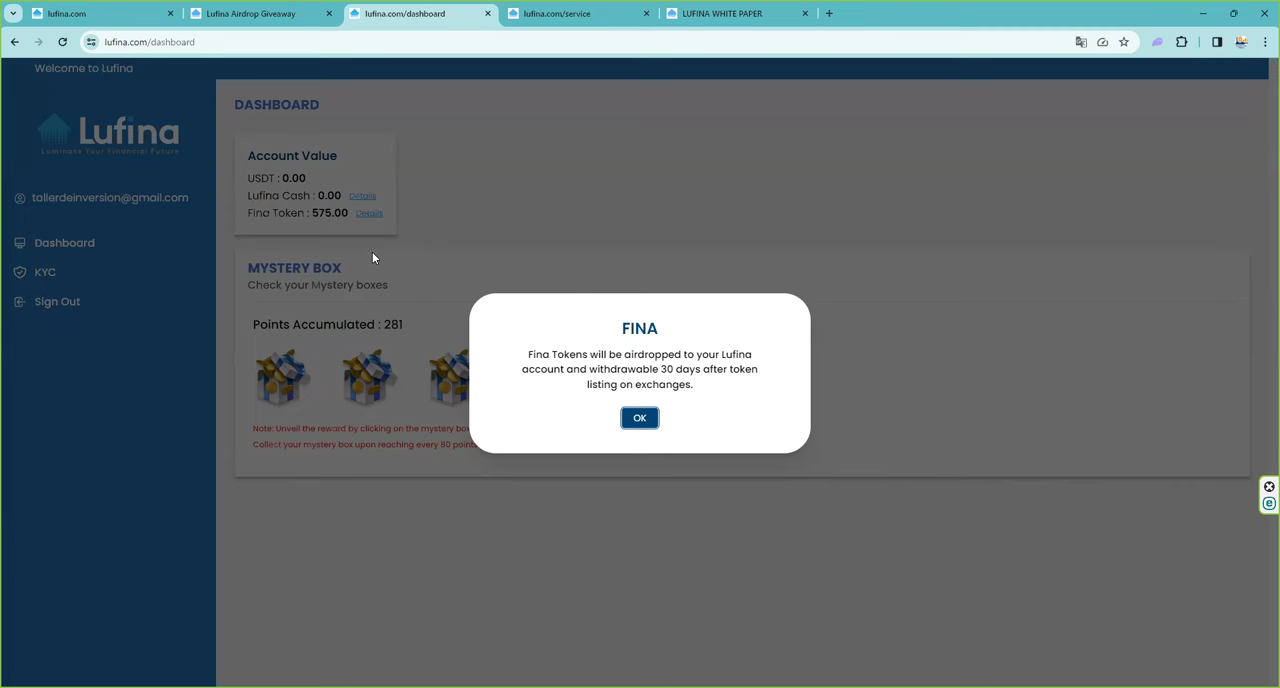 lufina.com
Lufina Airdrop Giveaway
lufina.com/dashboard
lufina.com/service
LUFINA WHITE PAPER
lufina.com/dashboard
Welcome to Lufina
Lufina
Luminate Your Financial Future
tallerdeinversion@gmail.com
Dashboard
KYC
Sign Out
DASHBOARD
Account Value
USDT : 0.00
Lufina Cash : 0.00 Details
Fina Token : 575.00 Details
MYSTERY BOX
Check your Mystery boxes
Points Accumulated : 281
Note: Unveil the reward by clicking on the mystery box
Collect your mystery box upon reaching every 80 point
FINA
Fina Tokens will be airdropped to your Lufina
account and withdrawable 30 days after token
listing on exchanges.
OK